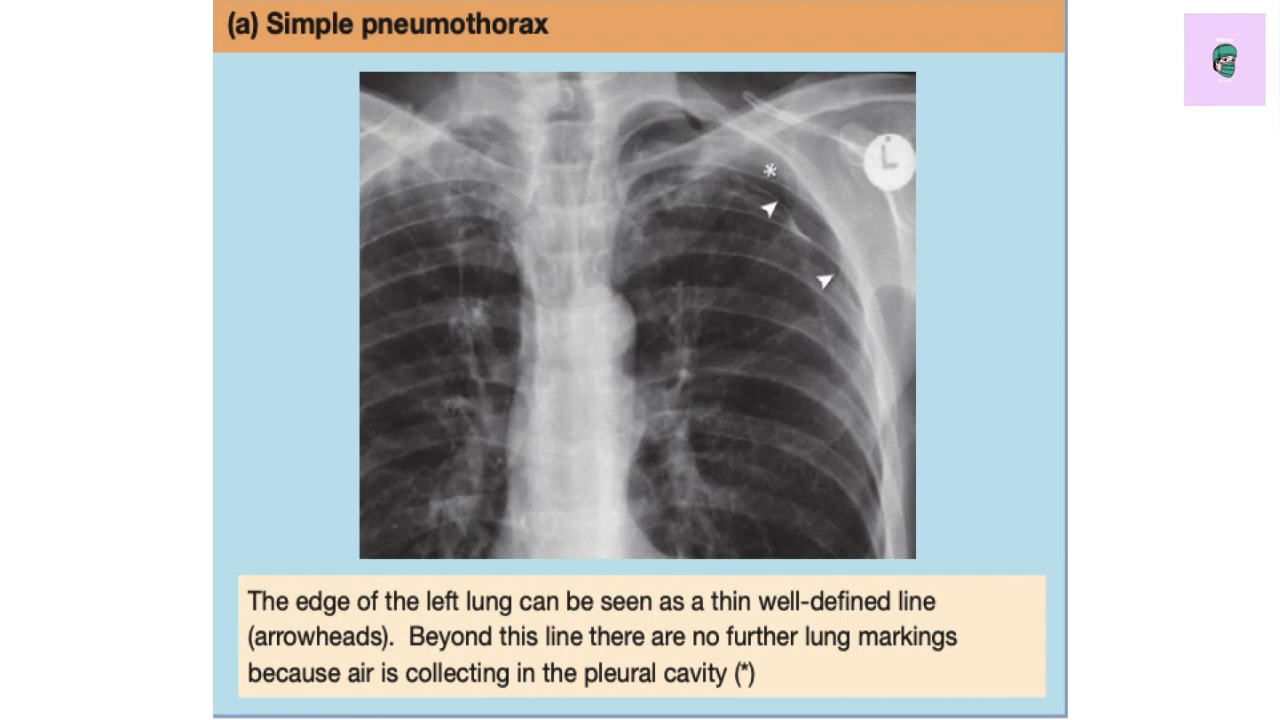 (a) Simple pneumothorax
L
*
The edge of the left lung can be seen as a thin well-defined line
(arrowheads).  Beyond this line there are no further lung markings
because air is collecting in the pleural cavity (*)